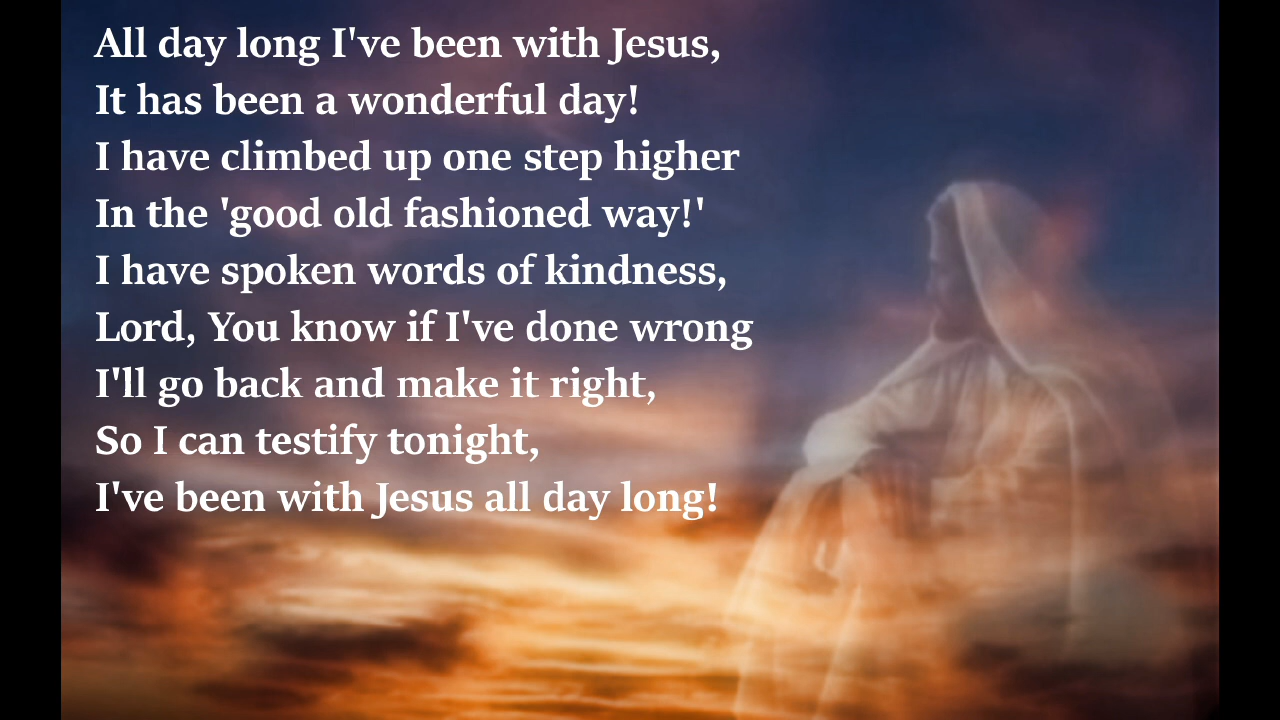 All day long I've been with Jesus,
It has been a wonderful day!
I have climbed up one step higher
In the 'good old fashioned way!'
I have spoken words of kindness,
Lord, You know if I've done wrong
I'll go back and make it right,
So I can testify tonight,
I've been with Jesus all day long!